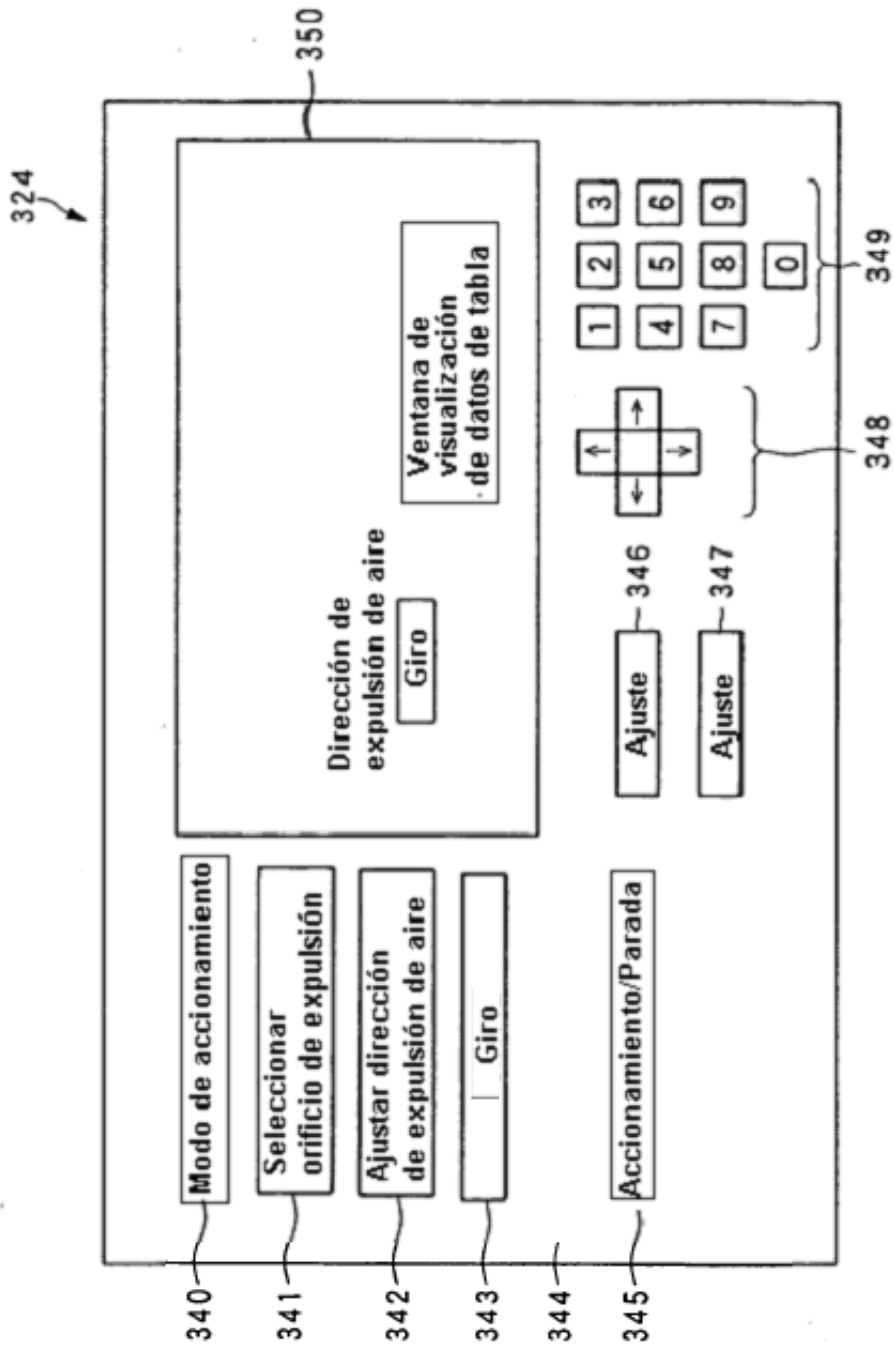 324
350
340
Modo de accionamiento
341
Seleccionar
orificio de expulsión
342
Ajustar dirección
de expulsión de aire
343
Giro
344
345
Accionamiento/Parada
Dirección de
expulsión de aire
Giro
Ventana de
visualización
de datos de tabla
Ajuste
346
Ajuste
347
↑
← →
↓
348
1 2 3
4 5 6
7 8 9
0
349